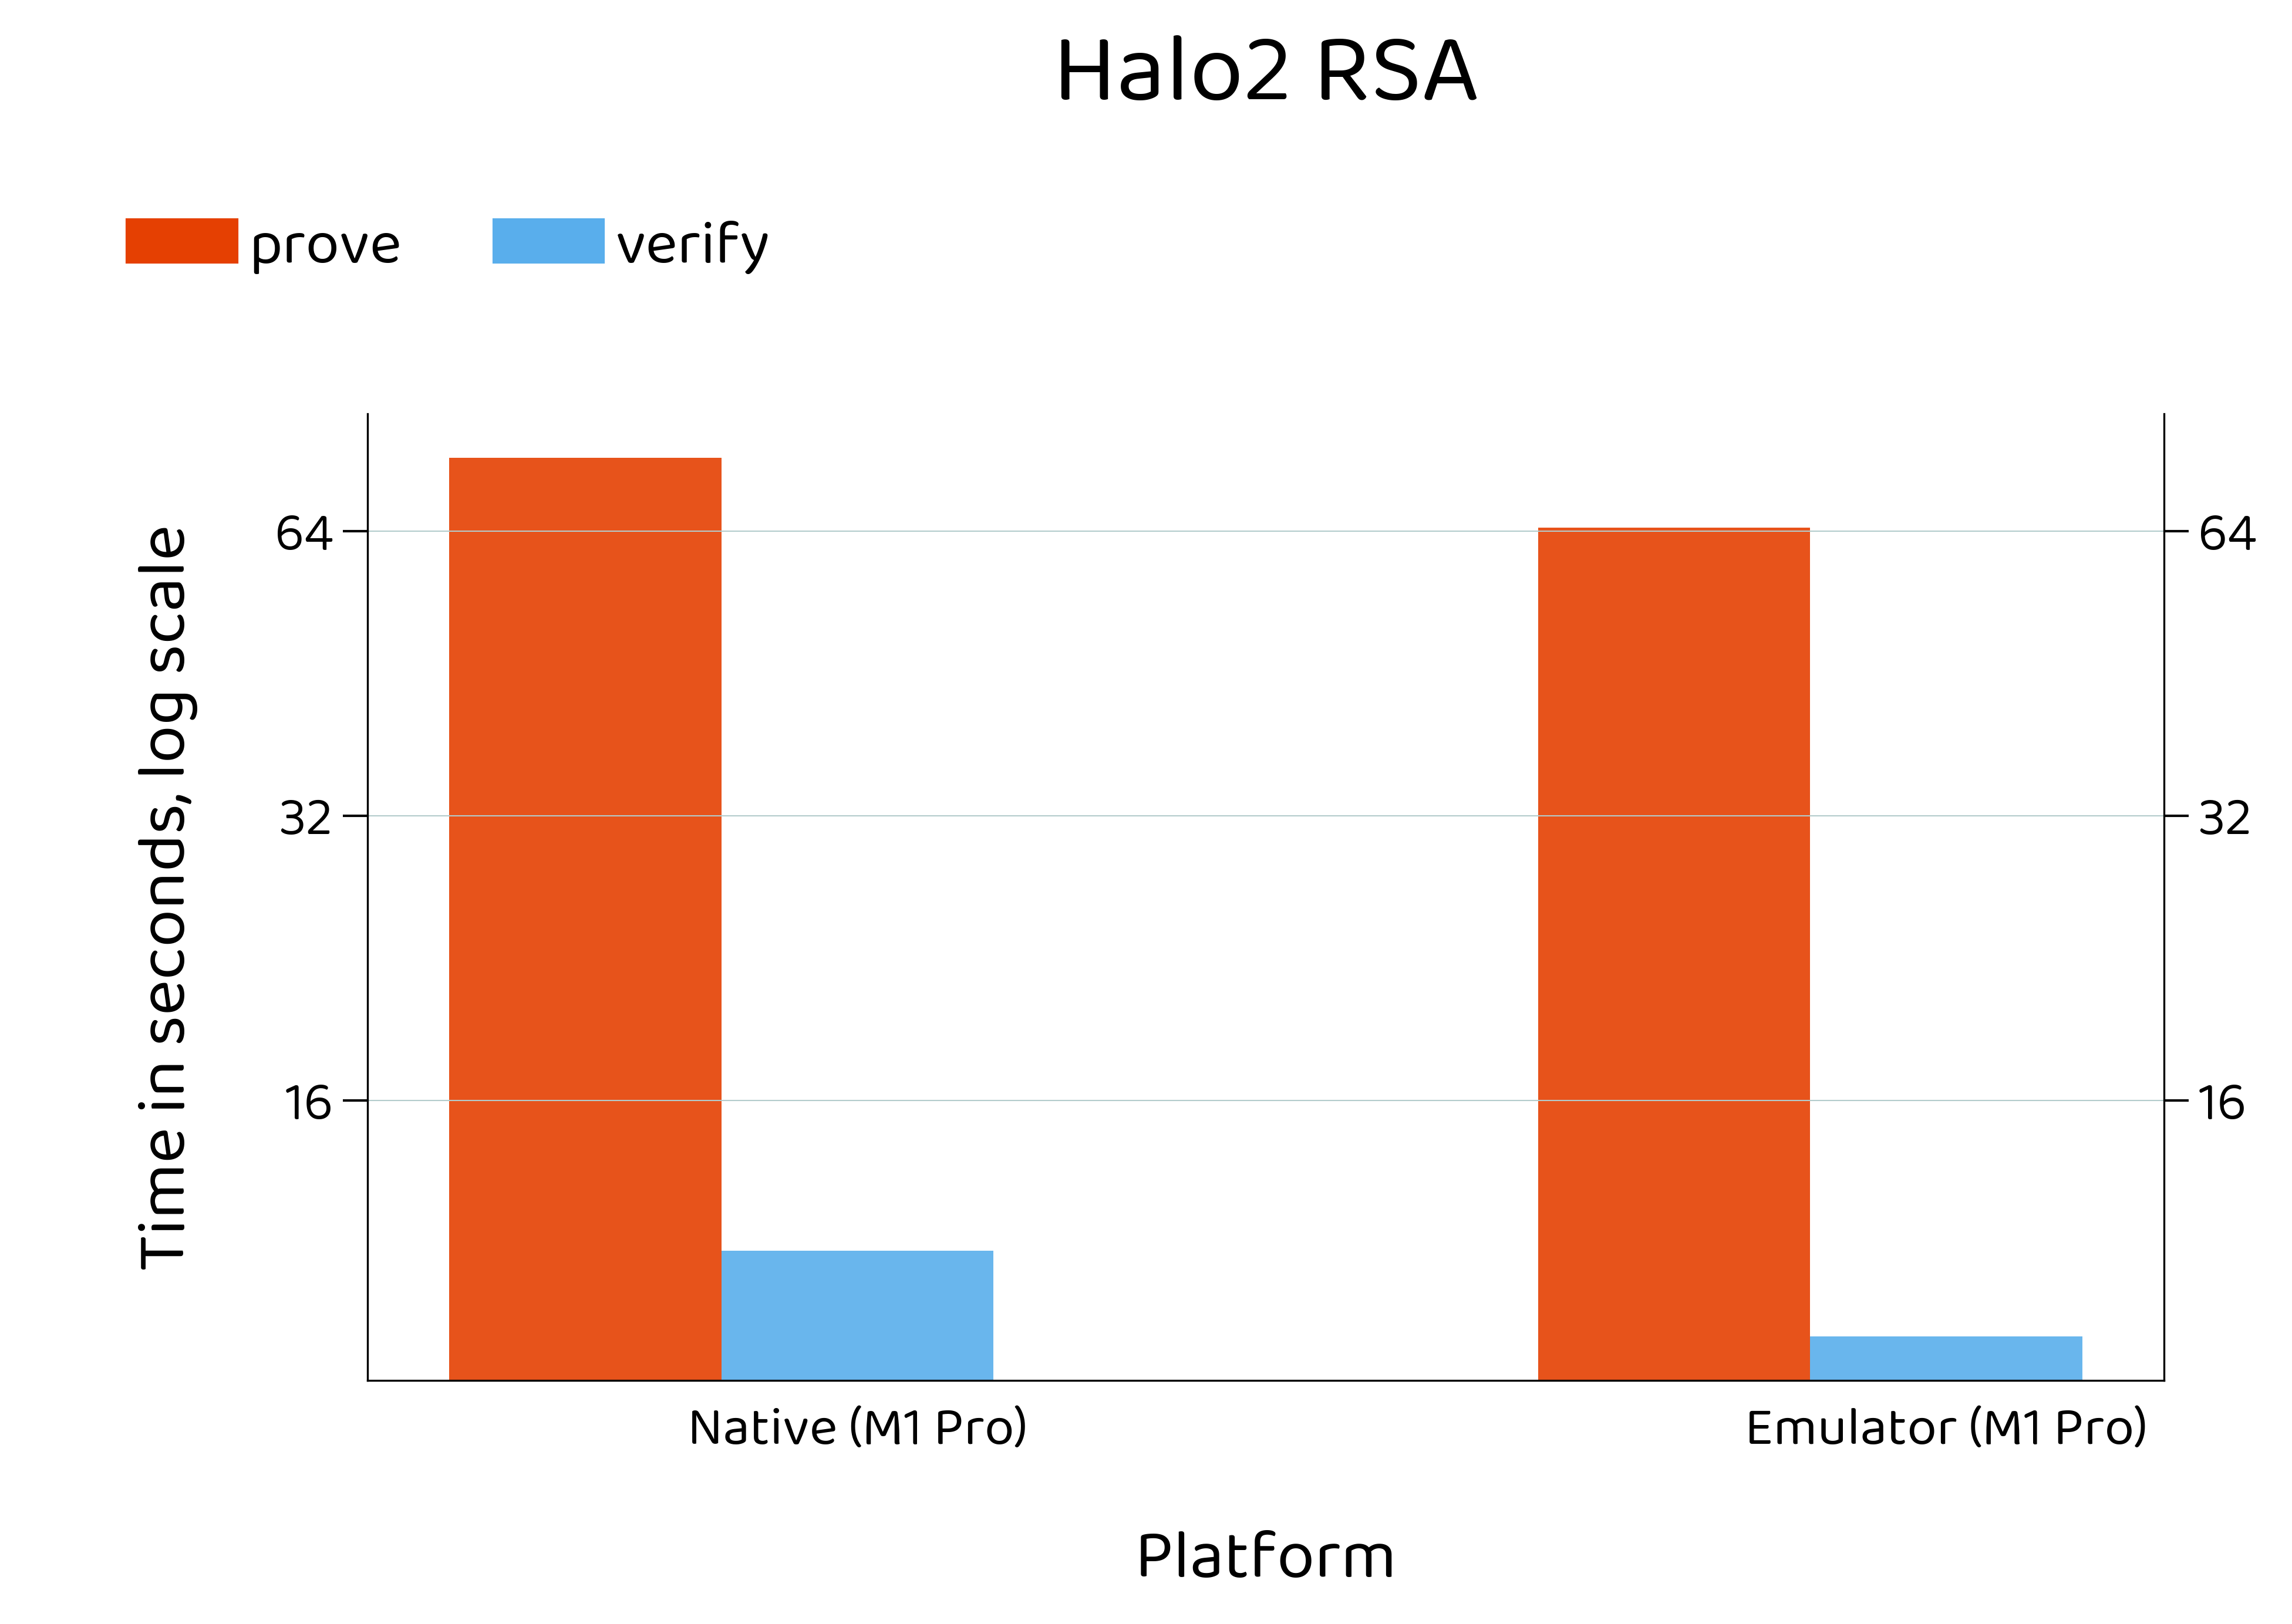 Halo2 RSA
prove verify
Time in seconds, log scale
64 64
32 32
16 16
Native (M1 Pro) Emulator (M1 Pro)
Platform